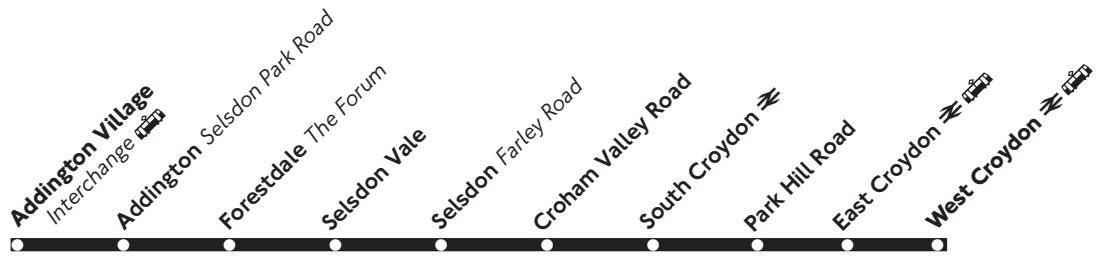 Addington Village
Interchange
Addington Selsdon Park Road
Forestdale The Forum
Selsdon Vale
Selsdon Farley Road
Croham Valley Road
South Croydon
Park Hill Road
East Croydon
West Croydon